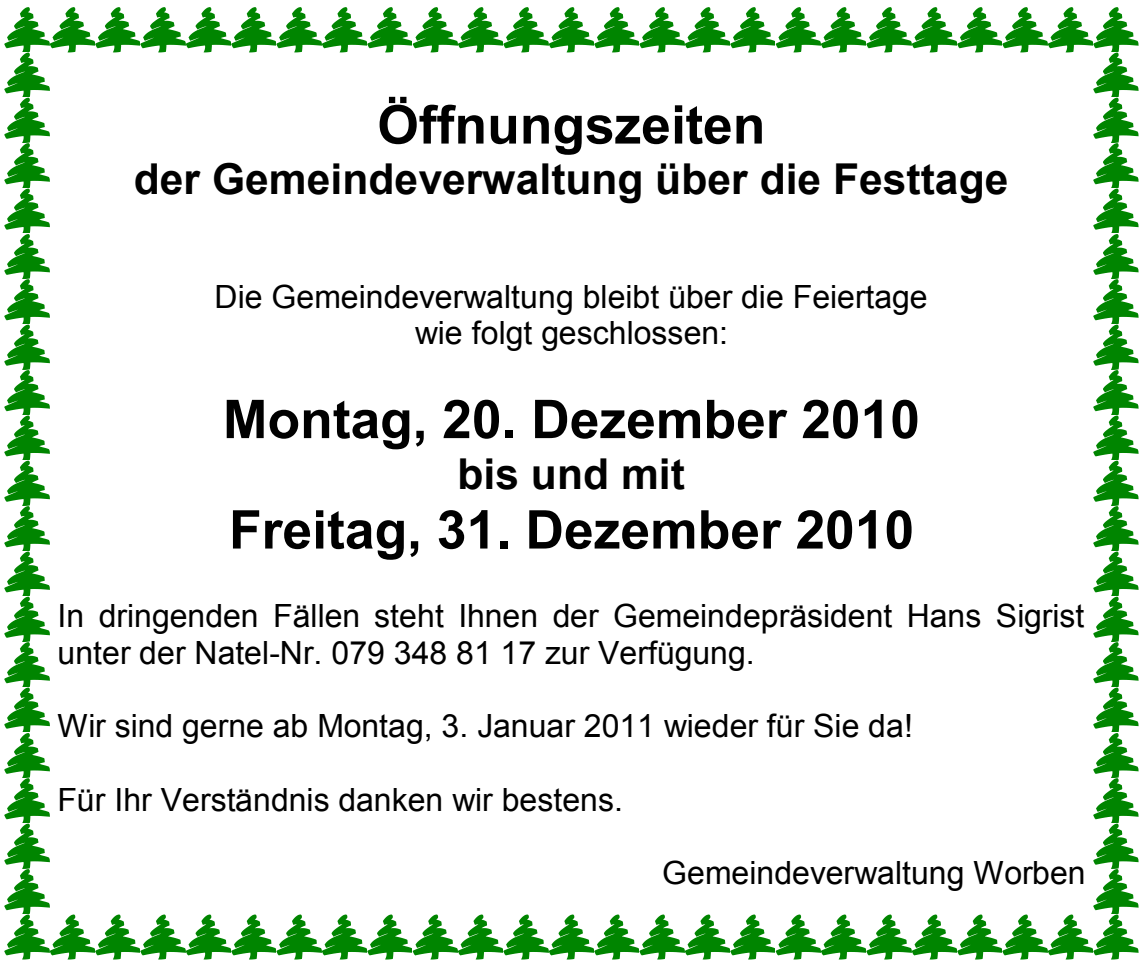 Öffnungszeiten
der Gemeindeverwaltung über die Festtage
Die Gemeindeverwaltung bleibt über die Feiertage
wie folgt geschlossen:
Montag, 20. Dezember 2010
bis und mit
Freitag, 31. Dezember 2010
In dringenden Fällen steht Ihnen der Gemeindepräsident Hans Sigrist
unter der Natel-Nr. 079 348 81 17 zur Verfügung.
Wir sind gerne ab Montag, 3. Januar 2011 wieder für Sie da!
Für Ihr Verständnis danken wir bestens.
Gemeindeverwaltung Worben